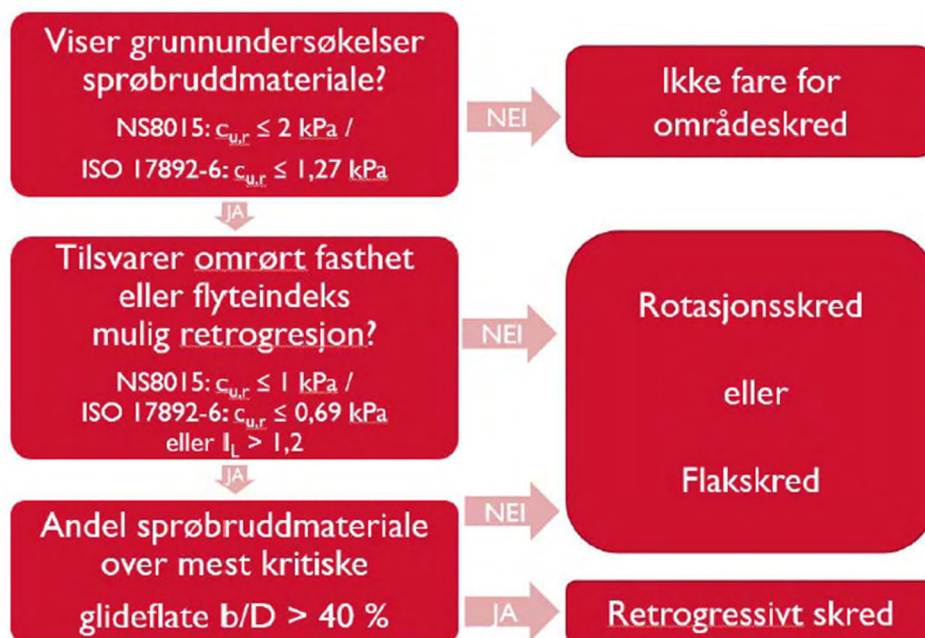 Viser grunnundersøkelser
sprøbruddmateriale?
NS8015: cu,r ≤ 2 kPa /
ISO 17892-6: cu,r ≤ 1,27 kPa
NEI
Ikke fare for
områdeskred
JA
Tilsvarer omrørt fasthet
eller flyteindeks
mulig retrogresjon?
NS8015: cu,r ≤ 1 kPa /
ISO 17892-6: cu,r ≤ 0,69 kPa
eller IL > 1,2
NEI
Rotasjonsskred
eller
Flakskred
JA
Andel sprøbruddmateriale
over mest kritiske
glideflate b/D > 40 %
NEI
JA
Retrogressivt skred